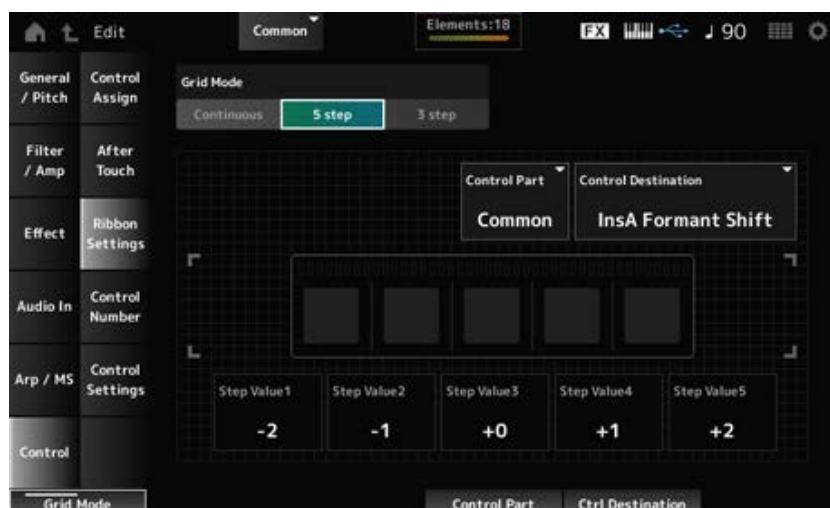 Edit
Common
Elements:18
FX
90
General
/ Pitch
Control
Assign
Grid Mode
Continuous
5 step
3 step
Filter
/ Amp
After
Touch
Control Part
Common
Control Destination
InsA Formant Shift
Effect
Ribbon
Settings
Audio In
Control
Number
Arp / MS
Control
Settings
Step Value1
Step Value2
Step Value3
Step Value4
Step Value5
-2
-1
+0
+1
+2
Control
Grid Mode
Control Part
Ctrl Destination